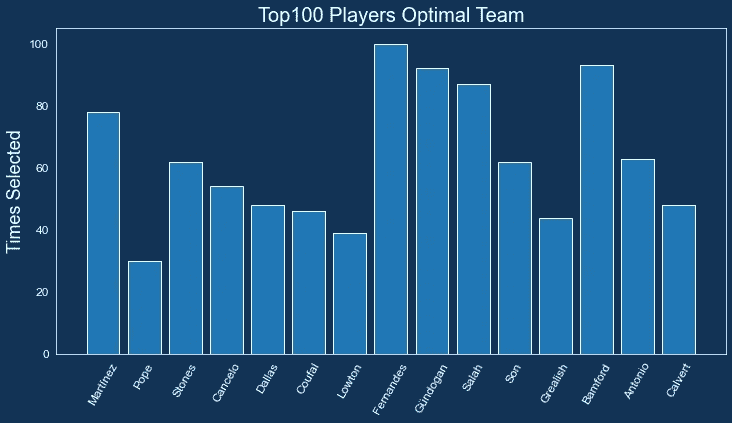 Top100 Players Optimal Team
Times Selected
100
80
60
40
20
0
Martínez
Pope
Stones
Cancelo
Dallas
Coufal
Lowton
Fernandes
Gündogan
Salah
Son
Grealish
Bamford
Antonio
Calvert